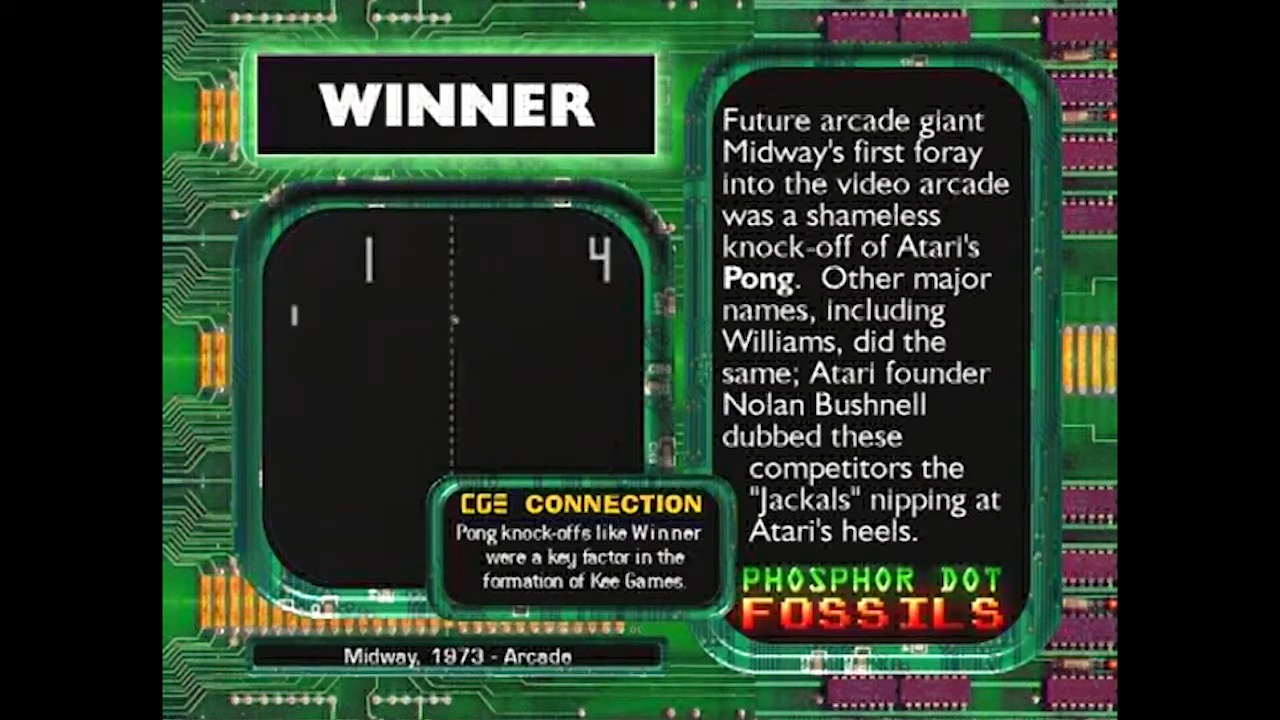 WINNER
1 4
Future arcade giant
Midway's first foray
into the video arcade
was a shameless
knock-off of Atari's
Pong. Other major
names, including
Williams, did the
same; Atari founder
Nolan Bushnell
dubbed these
competitors the
"Jackals" nipping at
Atari's heels.
CGE CONNECTION
Pong knock-offs like Winner
were a key factor in the
formation of Kee Games.
PHOSPHOR DOT
FOSSILS
Midway, 1973 - Arcade